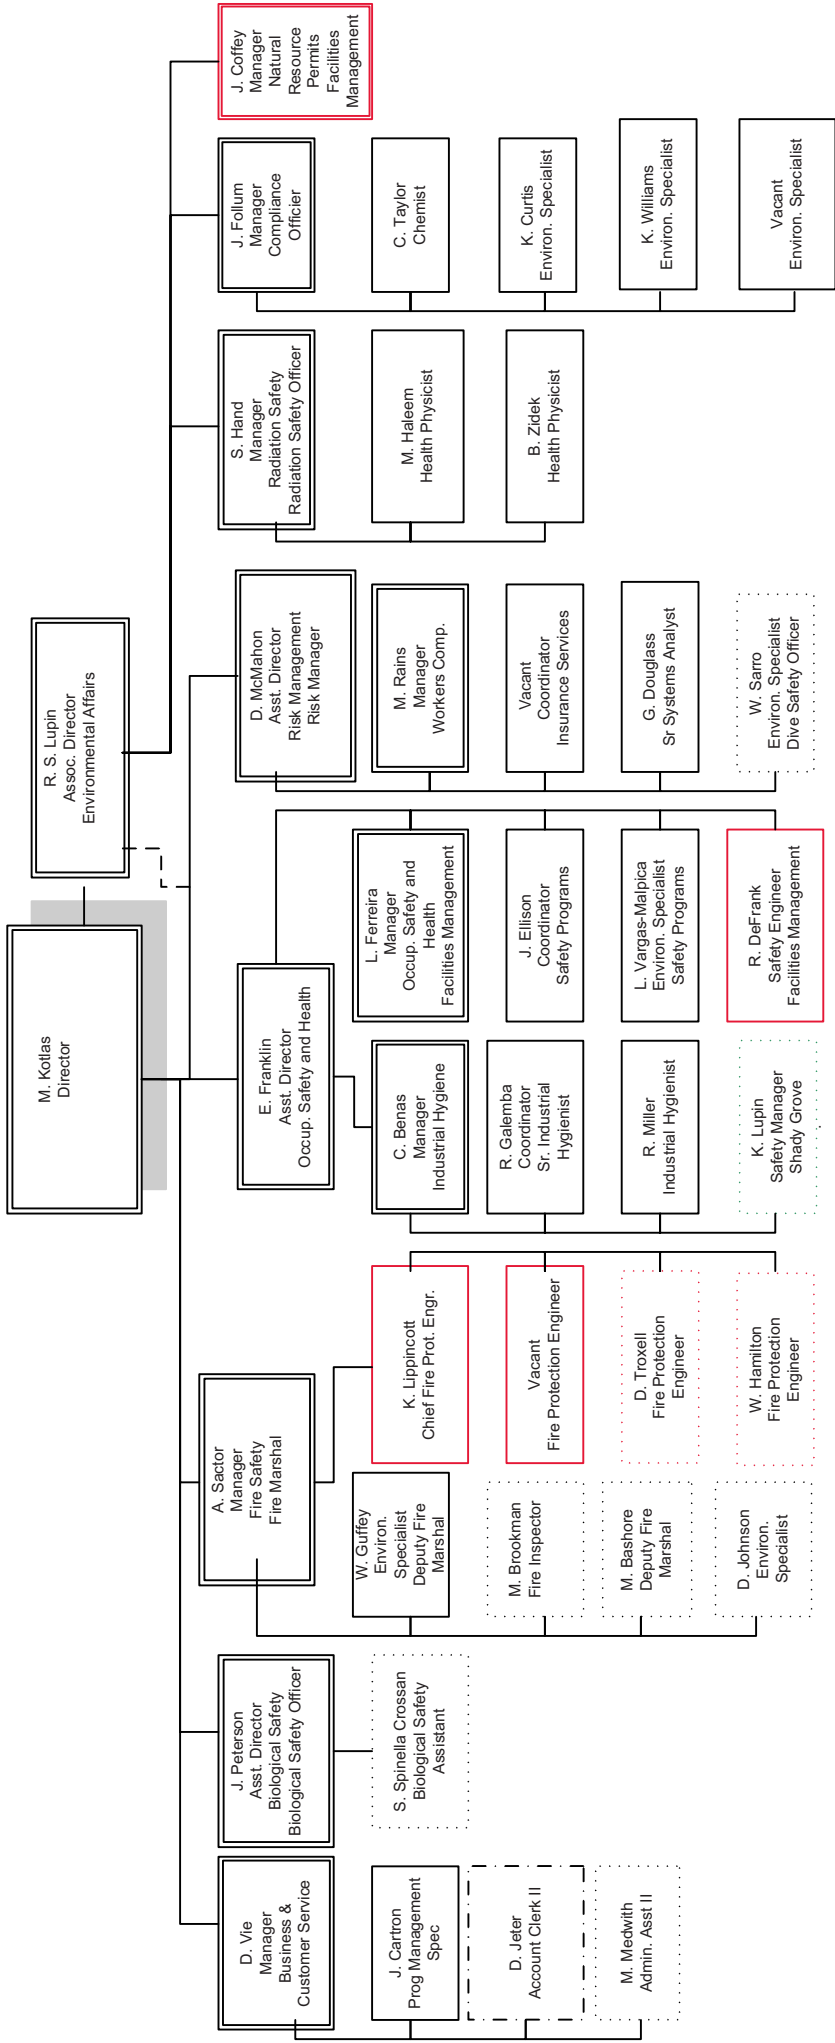 M. Kotlas
Director
R. S. Lupin
Assoc. Director
Environmental Affairs
D. Vie
Manager
Business &
Customer Service
J. Cartron
Prog Management
Spec
D. Jeter
Account Clerk II
M. Medwith
Admin. Asst II
J. Peterson
Asst. Director
Biological Safety
Biological Safety Officer
S. Spinella Crossan
Biological Safety
Assistant
A. Sactor
Manager
Fire Safety
Fire Marshal
W. Guffey
Environ.
Specialist
Deputy Fire
Marshal
M. Brookman
Fire Inspector
M. Bashore
Deputy Fire
Marshal
D. Johnson
Environ.
Specialist
K. Lippincott
Chief Fire Prot. Engr.
Vacant
Fire Protection Engineer
D. Troxell
Fire Protection
Engineer
W. Hamilton
Fire Protection
Engineer
E. Franklin
Asst. Director
Occup. Safety and Health
C. Benas
Manager
Industrial Hygiene
R. Galemba
Coordinator
Sr. Industrial
Hygienist
R. Miller
Industrial Hygienist
K. Lupin
Safety Manager
Shady Grove
L. Ferreira
Manager
Occup. Safety and
Health
Facilities Management
J. Ellison
Coordinator
Safety Programs
L. Vargas-Malpica
Environ. Specialist
Safety Programs
R. DeFrank
Safety Engineer
Facilities Management
D. McMahon
Asst. Director
Risk Management
Risk Manager
M. Rains
Manager
Workers Comp.
Vacant
Coordinator
Insurance Services
G. Douglass
Sr Systems Analyst
W. Sarro
Environ. Specialist
Dive Safety Officer
S. Hand
Manager
Radiation Safety
Radiation Safety Officer
M. Haleem
Health Physicist
B. Zidek
Health Physicist
J. Follum
Manager
Compliance
Officier
C. Taylor
Chemist
K. Curtis
Environ. Specialist
K. Williams
Environ. Specialist
Vacant
Environ. Specialist
J. Coffey
Manager
Natural
Resource
Permits
Facilities
Management